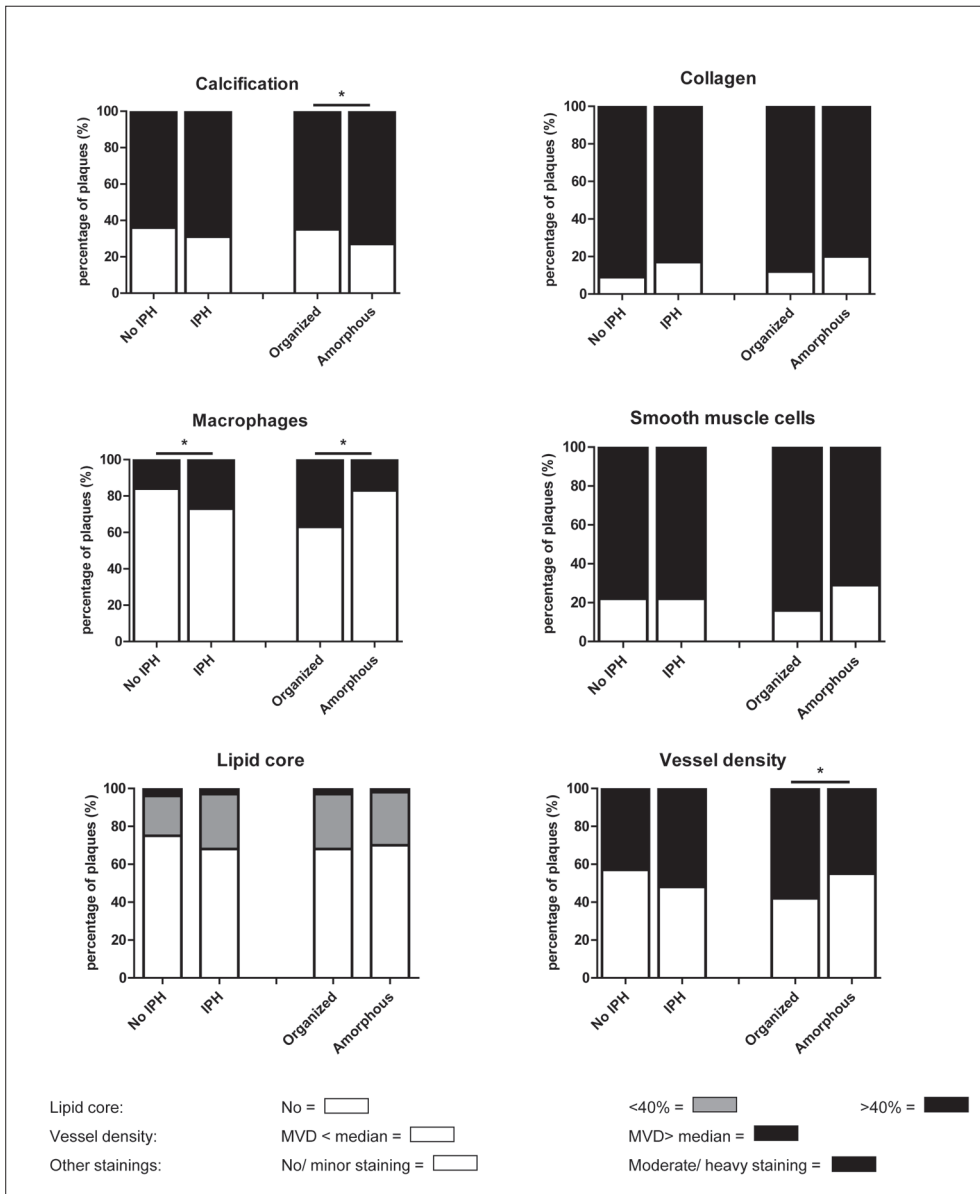 Calcification
*
percentage of plaques (%)
100
80
60
40
20
0
No IPH
IPH
Organized
Amorphous
Collagen
percentage of plaques (%)
100
80
60
40
20
0
No IPH
IPH
Organized
Amorphous
Macrophages
* *
percentage of plaques (%)
100
80
60
40
20
0
No IPH
IPH
Organized
Amorphous
Smooth muscle cells
percentage of plaques (%)
100
80
60
40
20
0
No IPH
IPH
Organized
Amorphous
Lipid core
percentage of plaques (%)
100
80
60
40
20
0
No IPH
IPH
Organized
Amorphous
Vessel density
*
percentage of plaques (%)
100
80
60
40
20
0
No IPH
IPH
Organized
Amorphous
Lipid core: No = <40% = >40% =
Vessel density: MVD < median = MVD> median =
Other stainings: No/ minor staining = Moderate/ heavy staining =